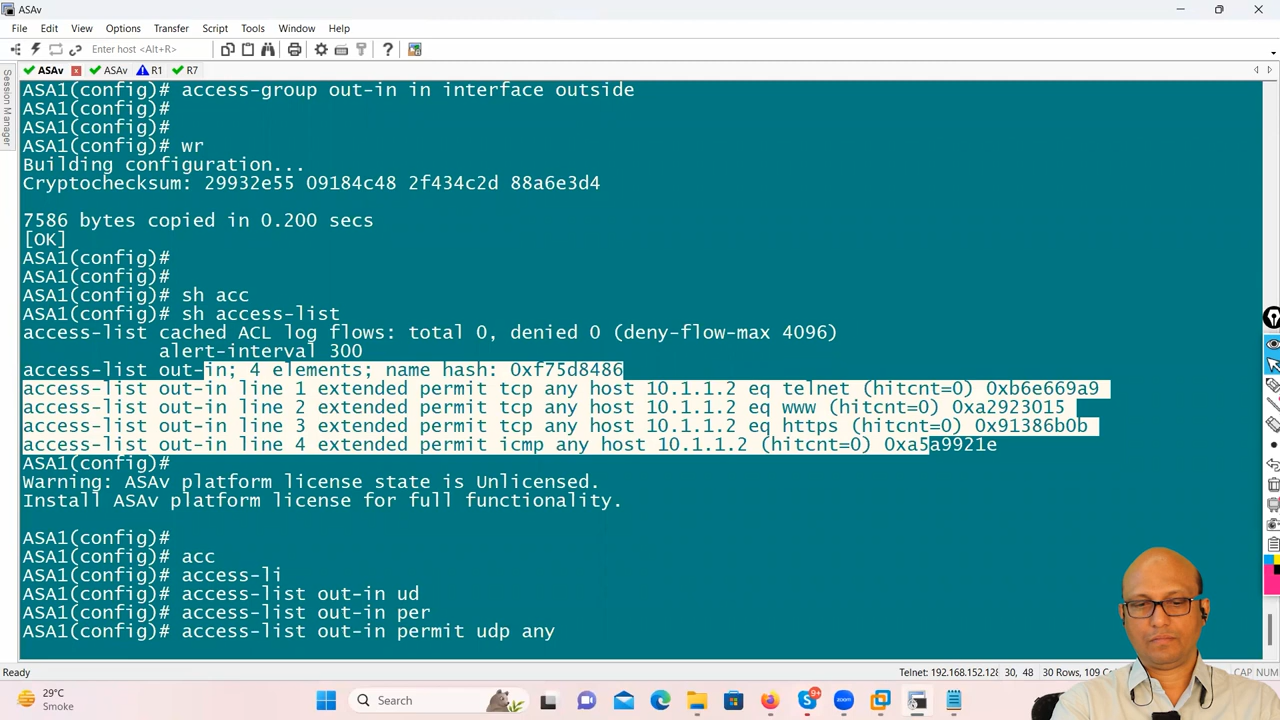 ASAv
File Edit View Options Transfer Script Tools Window Help
Enter host <Alt+R>
ASAv ASAv R1 R7
Session Manager
ASA1(config)# access-group out-in in interface outside
ASA1(config)#
ASA1(config)#
ASA1(config)# wr
Building configuration...
Cryptochecksum: 29932e55 09184c48 2f434c2d 88a6e3d4
7586 bytes copied in 0.200 secs
[OK]
ASA1(config)#
ASA1(config)#
ASA1(config)# sh acc
ASA1(config)# sh access-list
access-list cached ACL log flows: total 0, denied 0 (deny-flow-max 4096)
alert-interval 300
access-list out-in; 4 elements; name hash: 0xf75d8486
access-list out-in line 1 extended permit tcp any host 10.1.1.2 eq telnet (hitcnt=0) 0xb6e669a9
access-list out-in line 2 extended permit tcp any host 10.1.1.2 eq www (hitcnt=0) 0xa2923015
access-list out-in line 3 extended permit tcp any host 10.1.1.2 eq https (hitcnt=0) 0x91386b0b
access-list out-in line 4 extended permit icmp any host 10.1.1.2 (hitcnt=0) 0xa5a9921e
ASA1(config)#
Warning: ASAv platform license state is Unlicensed.
Install ASAv platform license for full functionality.
ASA1(config)#
ASA1(config)# acc
ASA1(config)# access-li
ASA1(config)# access-list out-in ud
ASA1(config)# access-list out-in per
ASA1(config)# access-list out-in permit udp any
Ready Telnet: 192.168.152.128 30, 48 30 Rows, 109 CAP NUM
29°C
Smoke
Search
9+
zoom